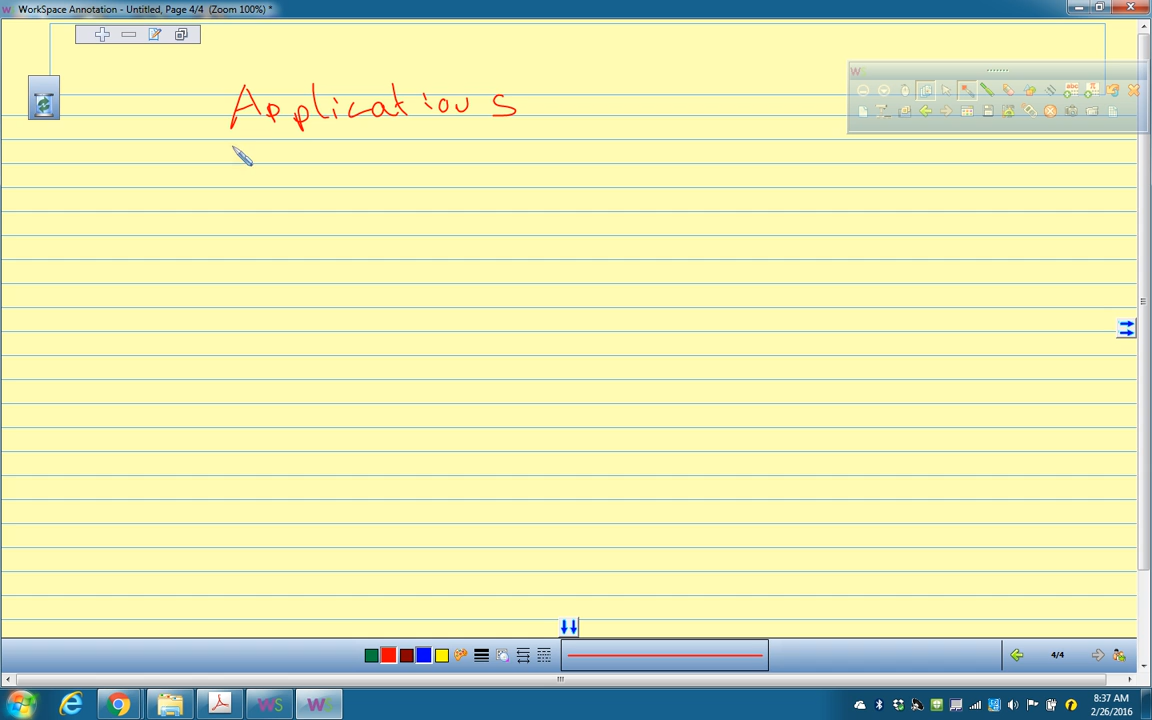 WorkSpace Annotation - Untitled, Page 4/4 (Zoom 100%) *
Applications
4/4
8:37 AM
2/26/2016